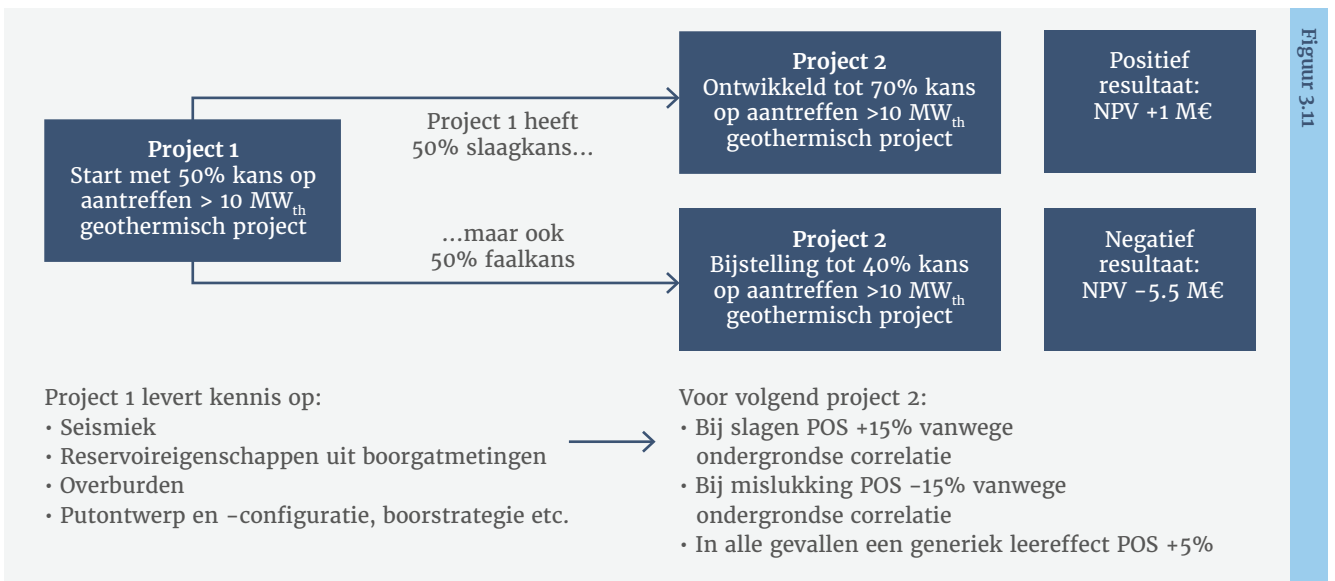 Project 1
Start met 50% kans op
aantreffen > 10 MWth
geothermisch project
Project 1 heeft
50% slaagkans...
...maar ook
50% faalkans
Project 2
Ontwikkeld tot 70% kans
op aantreffen >10 MWth
geothermisch project
Positief
resultaat:
NPV +1 M€
Project 2
Bijstelling tot 40% kans
op aantreffen >10 MWth
geothermisch project
Negatief
resultaat:
NPV -5.5 M€
Project 1 levert kennis op:
• Seismiek
• Reservoireigenschappen uit boorgatmetingen
• Overburden
• Putontwerp en -configuratie, boorstrategie etc.
Voor volgend project 2:
• Bij slagen POS +15% vanwege
ondergrondse correlatie
• Bij mislukking POS -15% vanwege
ondergrondse correlatie
• In alle gevallen een generiek leereffect POS +5%
Figuur 3.11